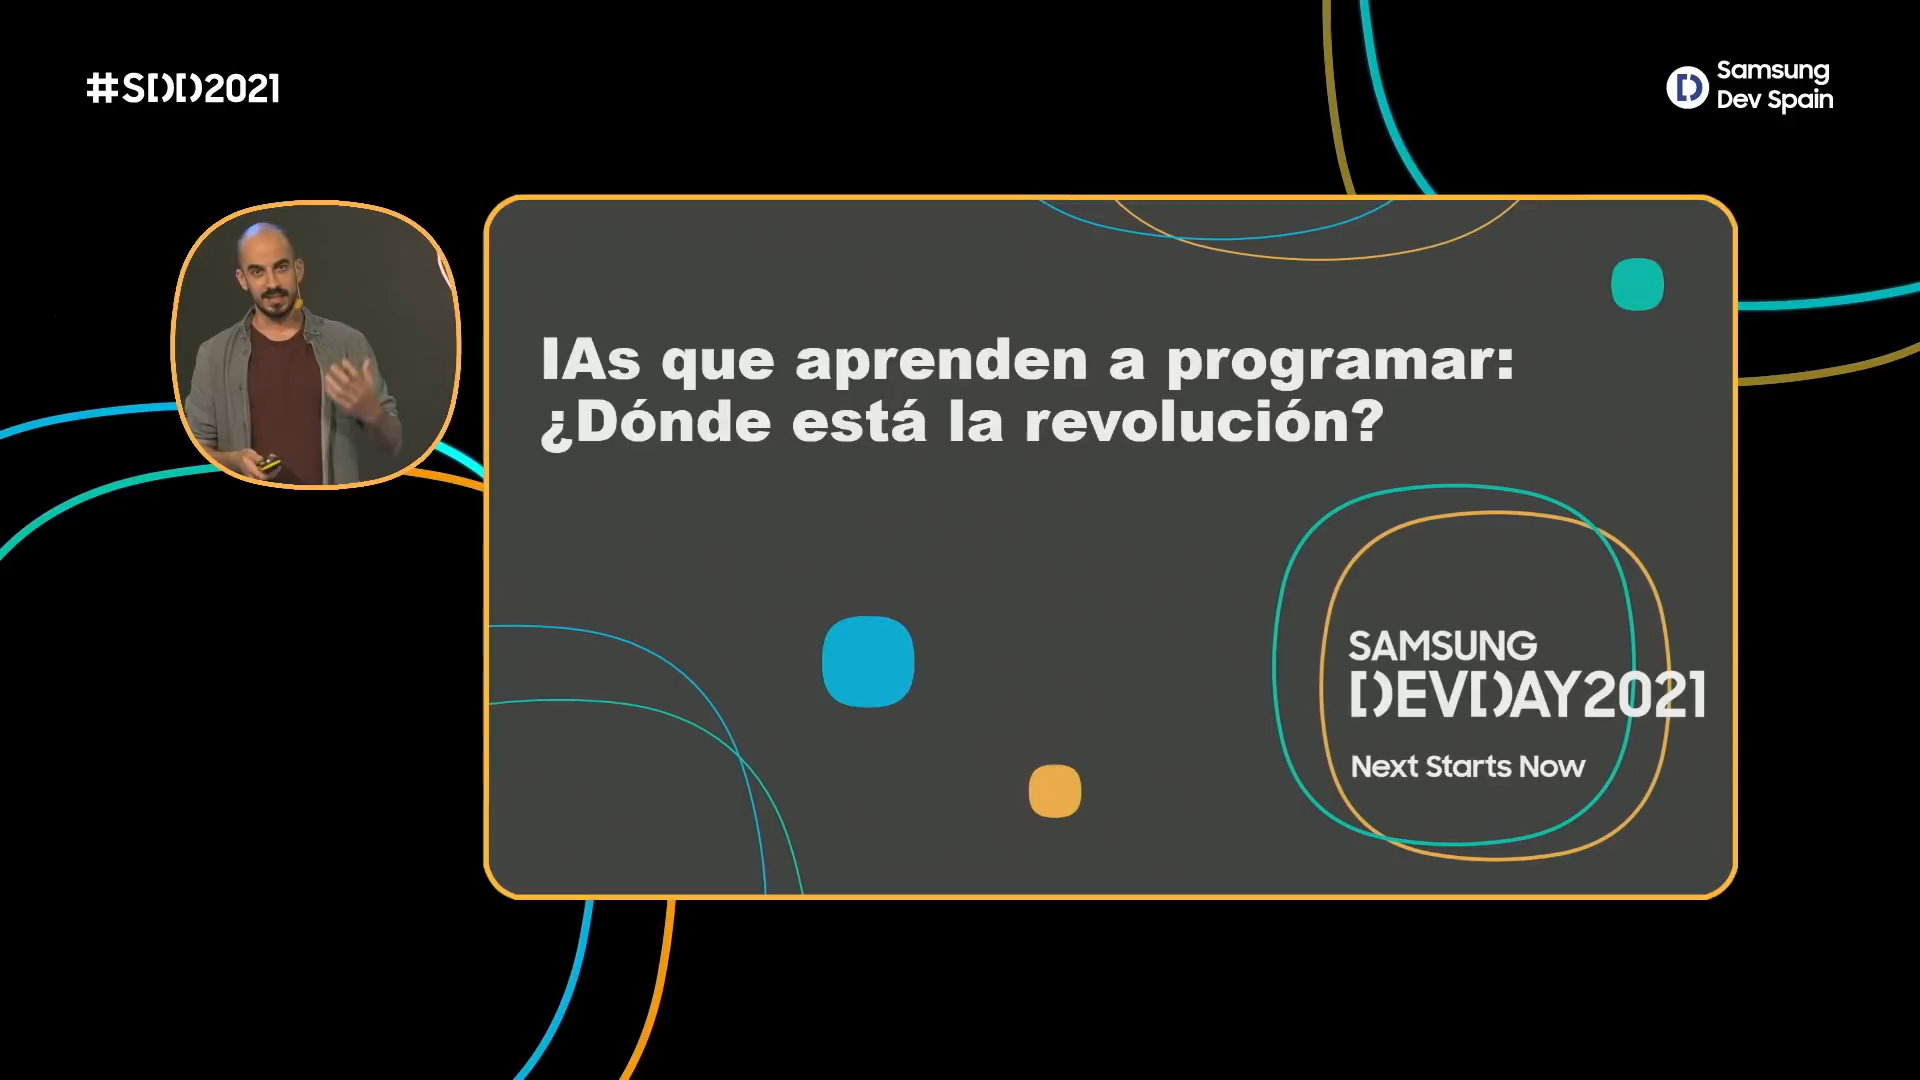 #SDD2021
Samsung
Dev Spain
IAs que aprenden a programar:
¿Dónde está la revolución?
SAMSUNG
DEVDAY2021
Next Starts Now